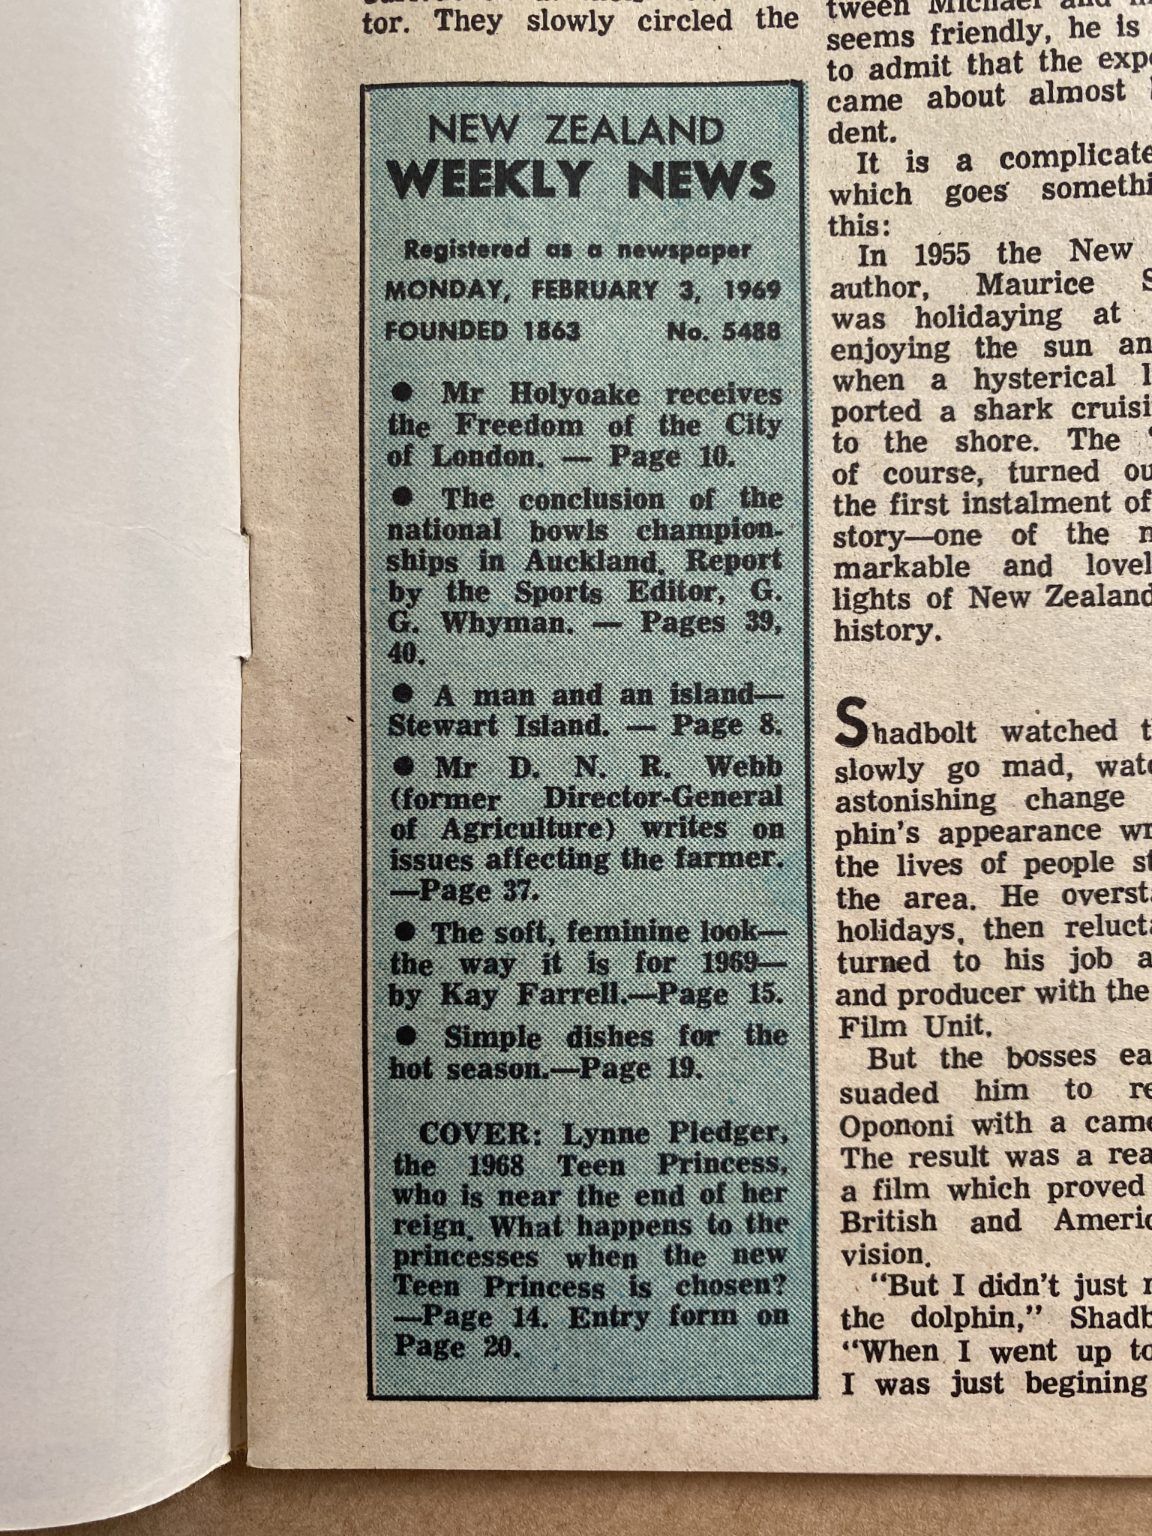 tor. They slowly circled the
NEW ZEALAND
WEEKLY NEWS
Registered as a newspaper
MONDAY, FEBRUARY 3, 1969
FOUNDED 1863 No. 5488
● Mr Holyoake receives
the Freedom of the City
of London. — Page 10.
● The conclusion of the
national bowls champion-
ships in Auckland. Report
by the Sports Editor, G.
G. Whyman. — Pages 39,
40.
● A man and an island—
Stewart Island. — Page 8.
● Mr D. N. R. Webb
(former Director-General
of Agriculture) writes on
issues affecting the farmer.
—Page 37.
● The soft, feminine look—
the way it is for 1969—
by Kay Farrell.—Page 15.
● Simple dishes for the
hot season.—Page 19.
COVER: Lynne Pledger,
the 1968 Teen Princess,
who is near the end of her
reign. What happens to the
princesses when the new
Teen Princess is chosen?
—Page 14. Entry form on
Page 20.
tween Michael and
seems friendly, he is
to admit that the
came about almost
dent.
It is a
which goes
this:
In 1955 the New
author, Maurice
was holidaying at
enjoying the sun
when a hysterical
ported a shark
to the shore. The
of course, turned
the first instalment of
story—one of the
markable and
lights of New Zealand
history.
Shadbolt watched
slowly go mad,
astonishing change
phin's appearance
the lives of people
the area. He
holidays, then
turned to his job
and producer with the
Film Unit.
But the bosses
suaded him to
Opononi with a
The result was a
a film which proved
British and
vision.
"But I didn't just
the dolphin,"
"When I went up to
I was just begining